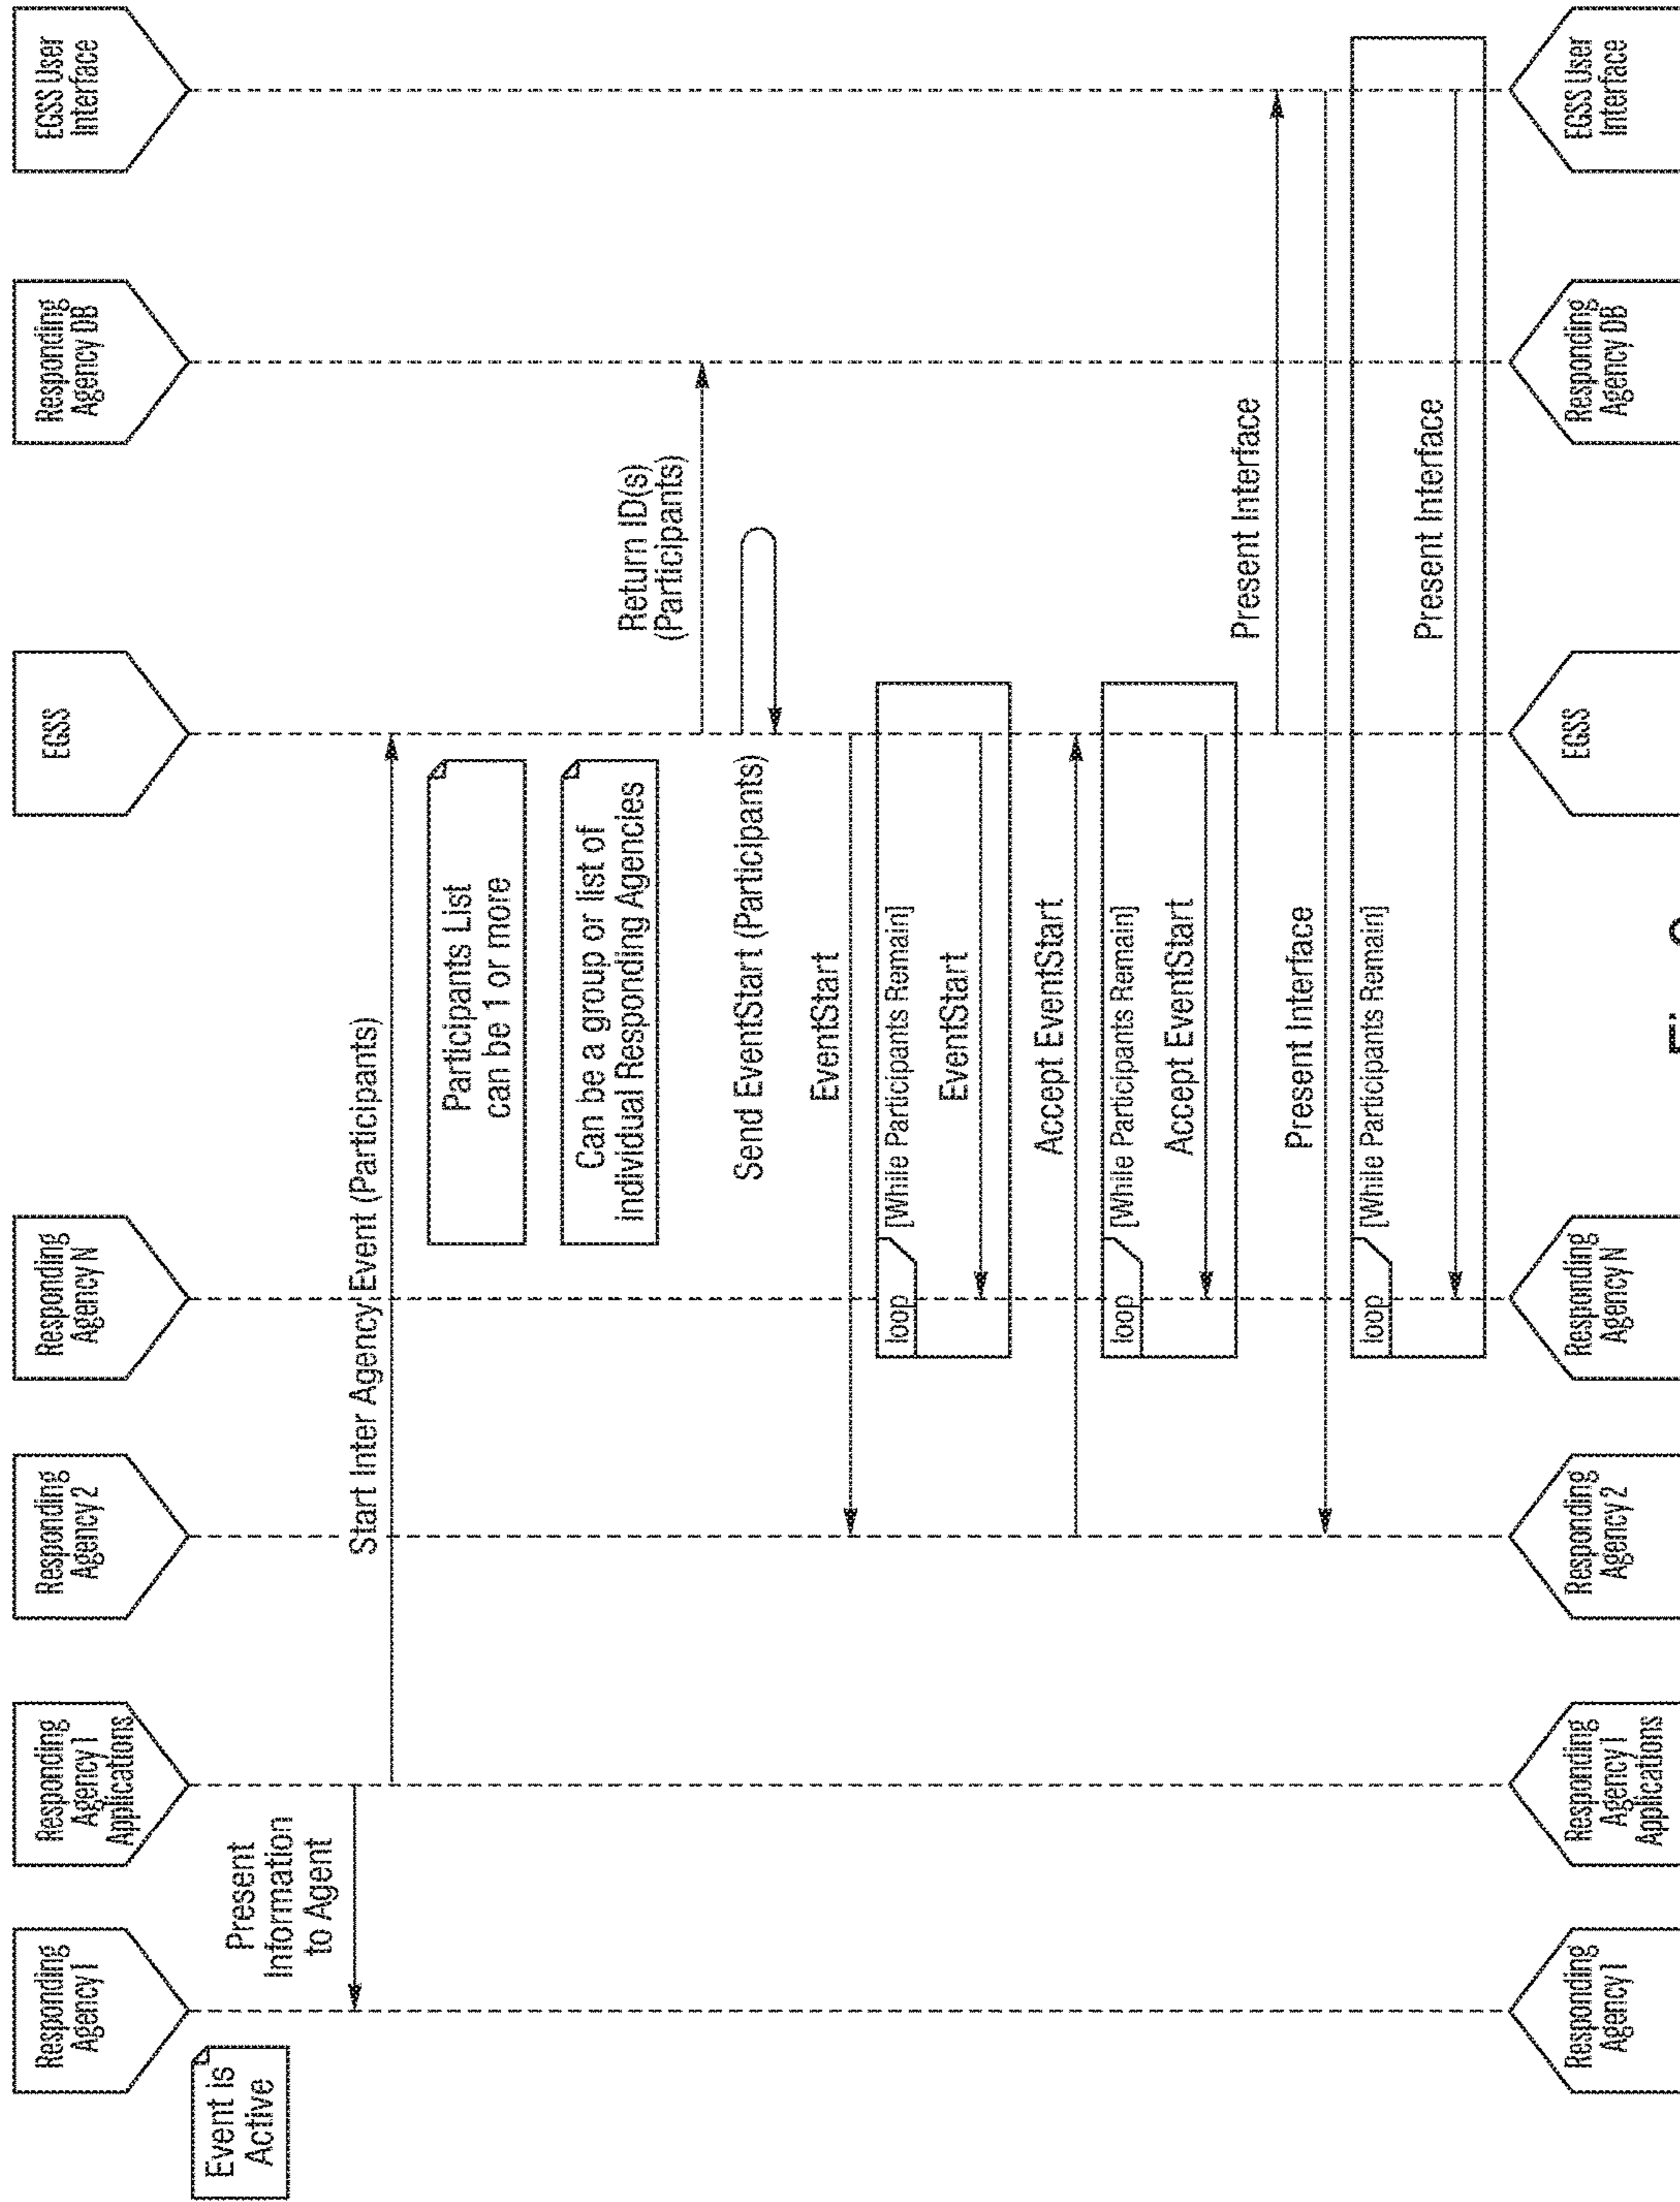 Responding
Agency 1
Responding
Agency 1
Applications
Responding
Agency 2
Responding
Agency N
EGSS
Responding
Agency DB
EGSS User
Interface
Event is
Active
Present
Information
to Agent
Start Inter Agency Event (Participants)
Participants List
can be 1 or more
Can be a group or list of
individual Responding Agencies
Return ID(s)
(Participants)
Send EventStart (Participants)
EventStart
loop
[While Participants Remain]
EventStart
Accept EventStart
loop
[While Participants Remain]
Accept EventStart
Present Interface
Present Interface
loop
[While Participants Remain]
Present Interface
Responding
Agency 1
Responding
Agency 1
Applications
Responding
Agency 2
Responding
Agency N
EGSS
Responding
Agency DB
EGSS User
Interface